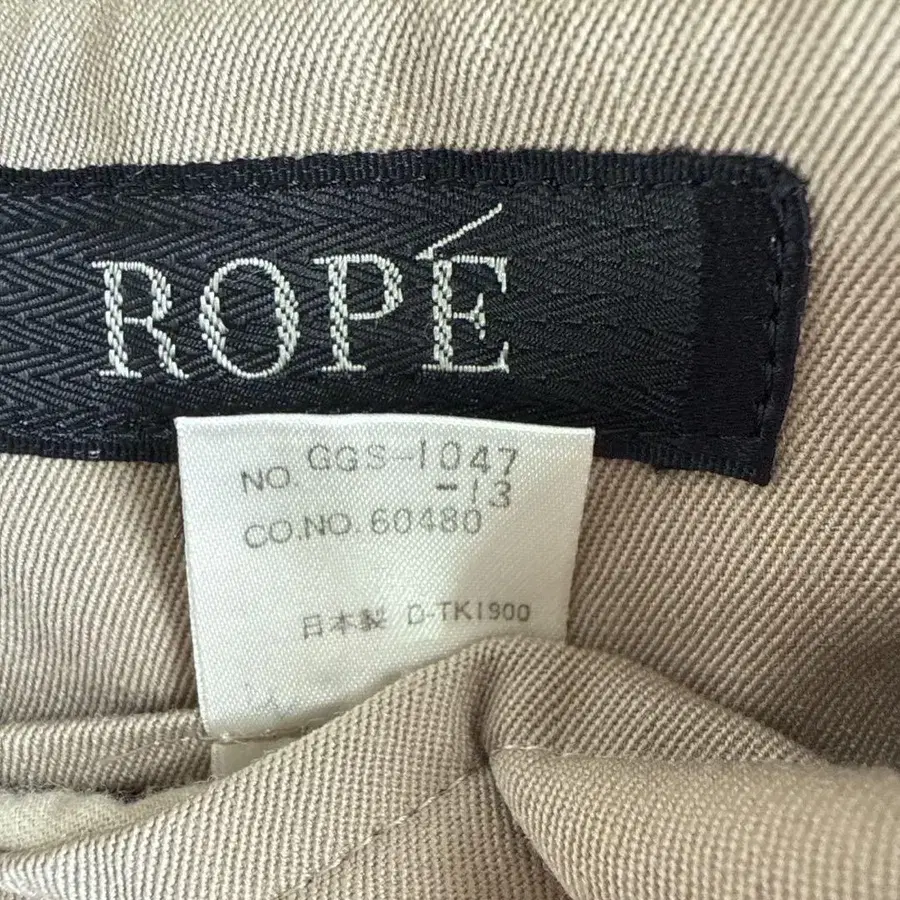 ROPÉ
NO. GGS-1047
-13
CO.NO. 60480
日本製 D-TK1900